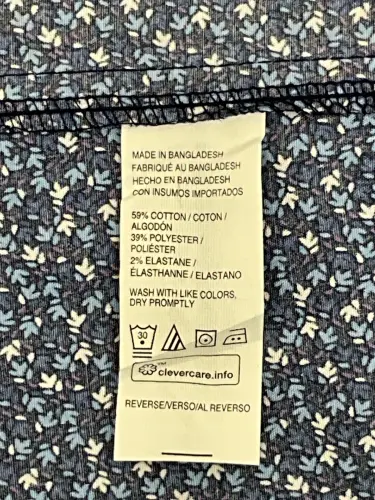 MADE IN BANGLADESH
FABRIQUÉ AU BANGLADESH
HECHO EN BANGLADESH
CON INSUMOS IMPORTADOS
59% COTTON / COTON /
ALGODÓN
39% POLYESTER /
POLIÉSTER
2% ELASTANE /
ÉLASTHANNE / ELASTANO
WASH WITH LIKE COLORS,
DRY PROMPTLY
30
clevercare.info
REVERSE/VERSO/AL REVERSO